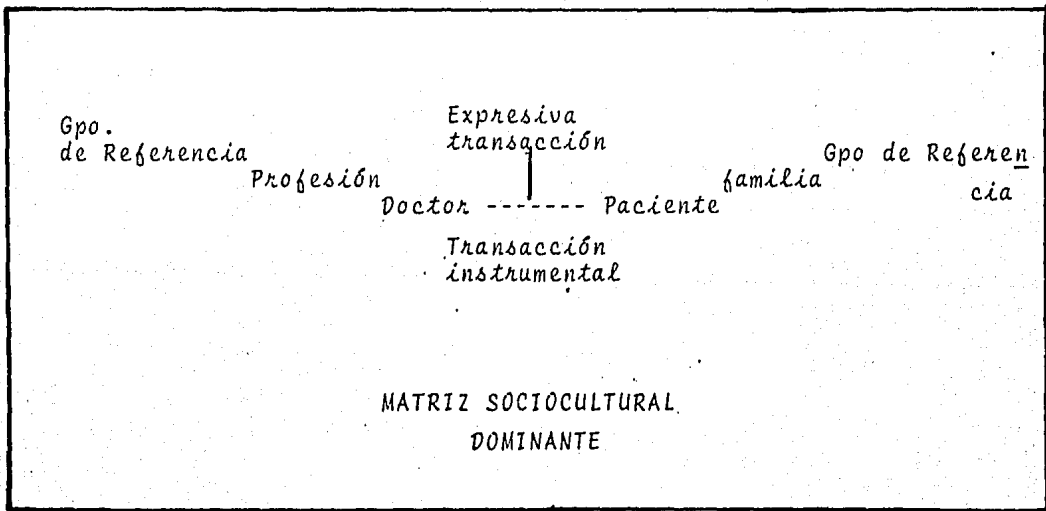 Gpo.
de Referencia
Expresiva
transacción
Gpo de Referen
cia
Profesión
familia
Doctor ------- Paciente
Transacción
instrumental
MATRIZ SOCIOCULTURAL
DOMINANTE